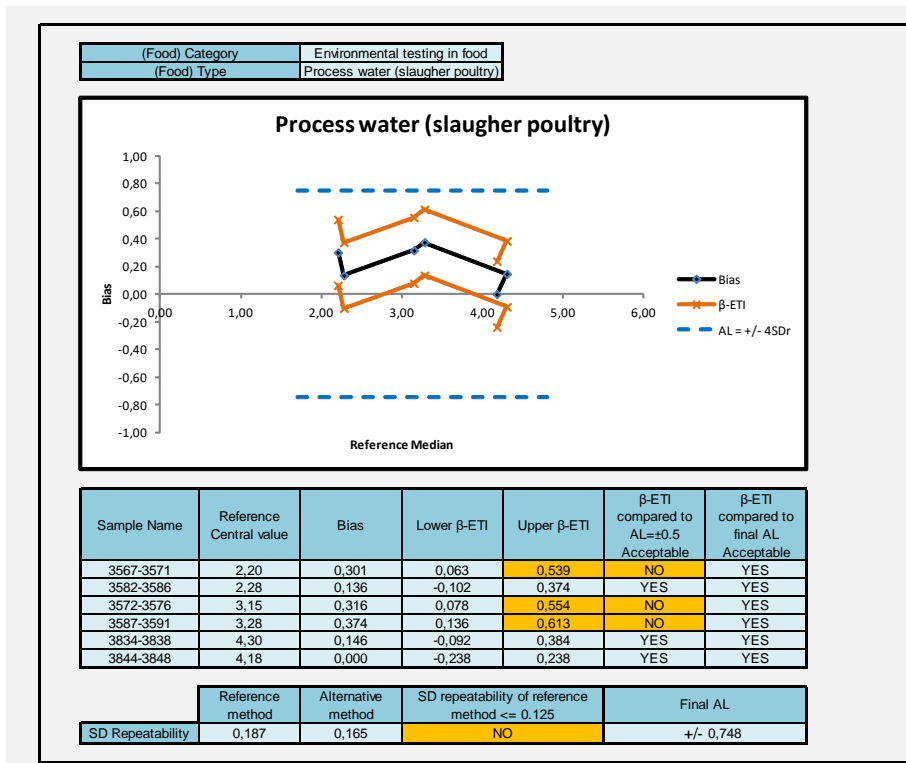 (Food) Category Environmental testing in food
(Food) Type Process water (slaugher poultry)
Process water (slaugher poultry)
1,00
0,80
0,60
0,40
0,20
0,00
-0,20
-0,40
-0,60
-0,80
-1,00
Bias
0,00 1,00 2,00 3,00 4,00 5,00 6,00
Reference Median
Bias
β-ETI
AL = +/- 4SDr
Sample Name Reference Central value Bias Lower β-ETI Upper β-ETI β-ETI compared to AL=±0.5 Acceptable β-ETI compared to final AL Acceptable
3567-3571 2,20 0,301 0,063 0,539 NO YES
3582-3586 2,28 0,136 -0,102 0,374 YES YES
3572-3576 3,15 0,316 0,078 0,554 NO YES
3587-3591 3,28 0,374 0,136 0,613 NO YES
3834-3838 4,30 0,146 -0,092 0,384 YES YES
3844-3848 4,18 0,000 -0,238 0,238 YES YES
Reference method Alternative method SD repeatability of reference method <= 0.125 Final AL
SD Repeatability 0,187 0,165 NO +/- 0,748